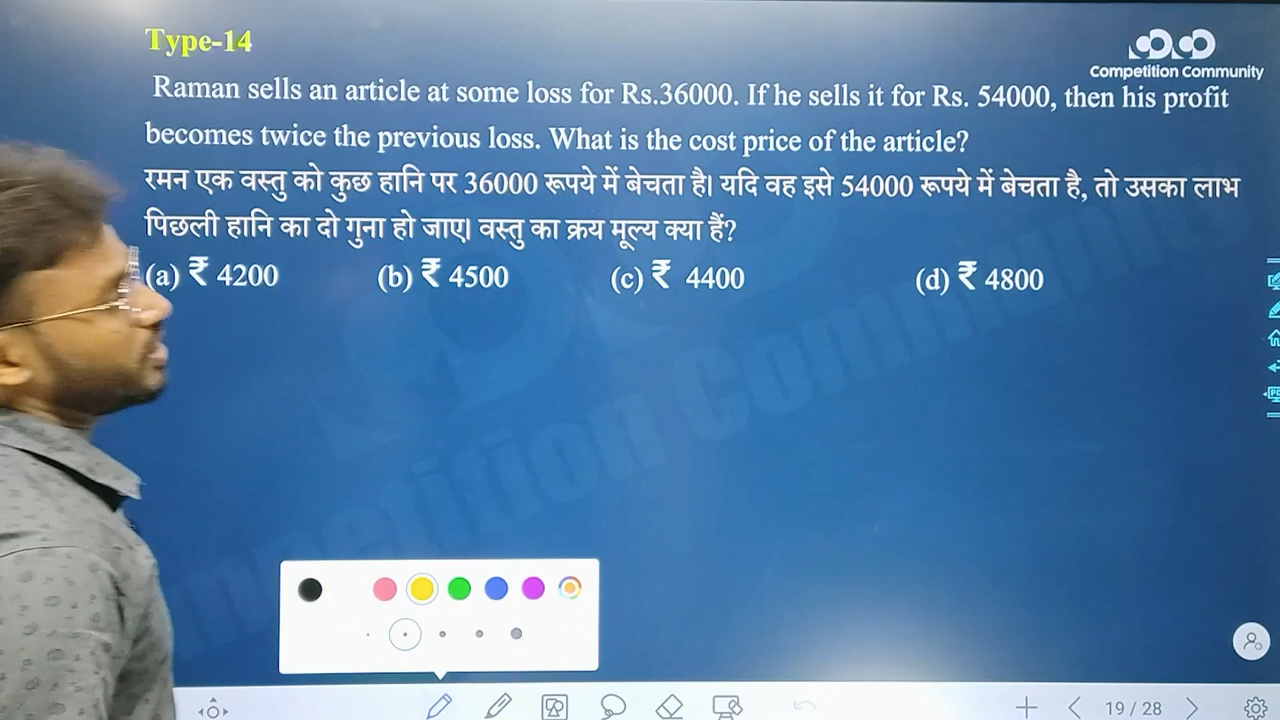 Type-14
Competition Community
Raman sells an article at some loss for Rs.36000. If he sells it for Rs. 54000, then his profit
becomes twice the previous loss. What is the cost price of the article?
रमन एक वस्तु को कुछ हानि पर 36000 रूपये में बेचता है। यदि वह इसे 54000 रूपये में बेचता है, तो उसका लाभ
पिछली हानि का दो गुना हो जाए। वस्तु का क्रय मूल्य क्या हैं?
(a) ₹ 4200 (b) ₹ 4500 (c) ₹ 4400 (d) ₹ 4800
19 / 28